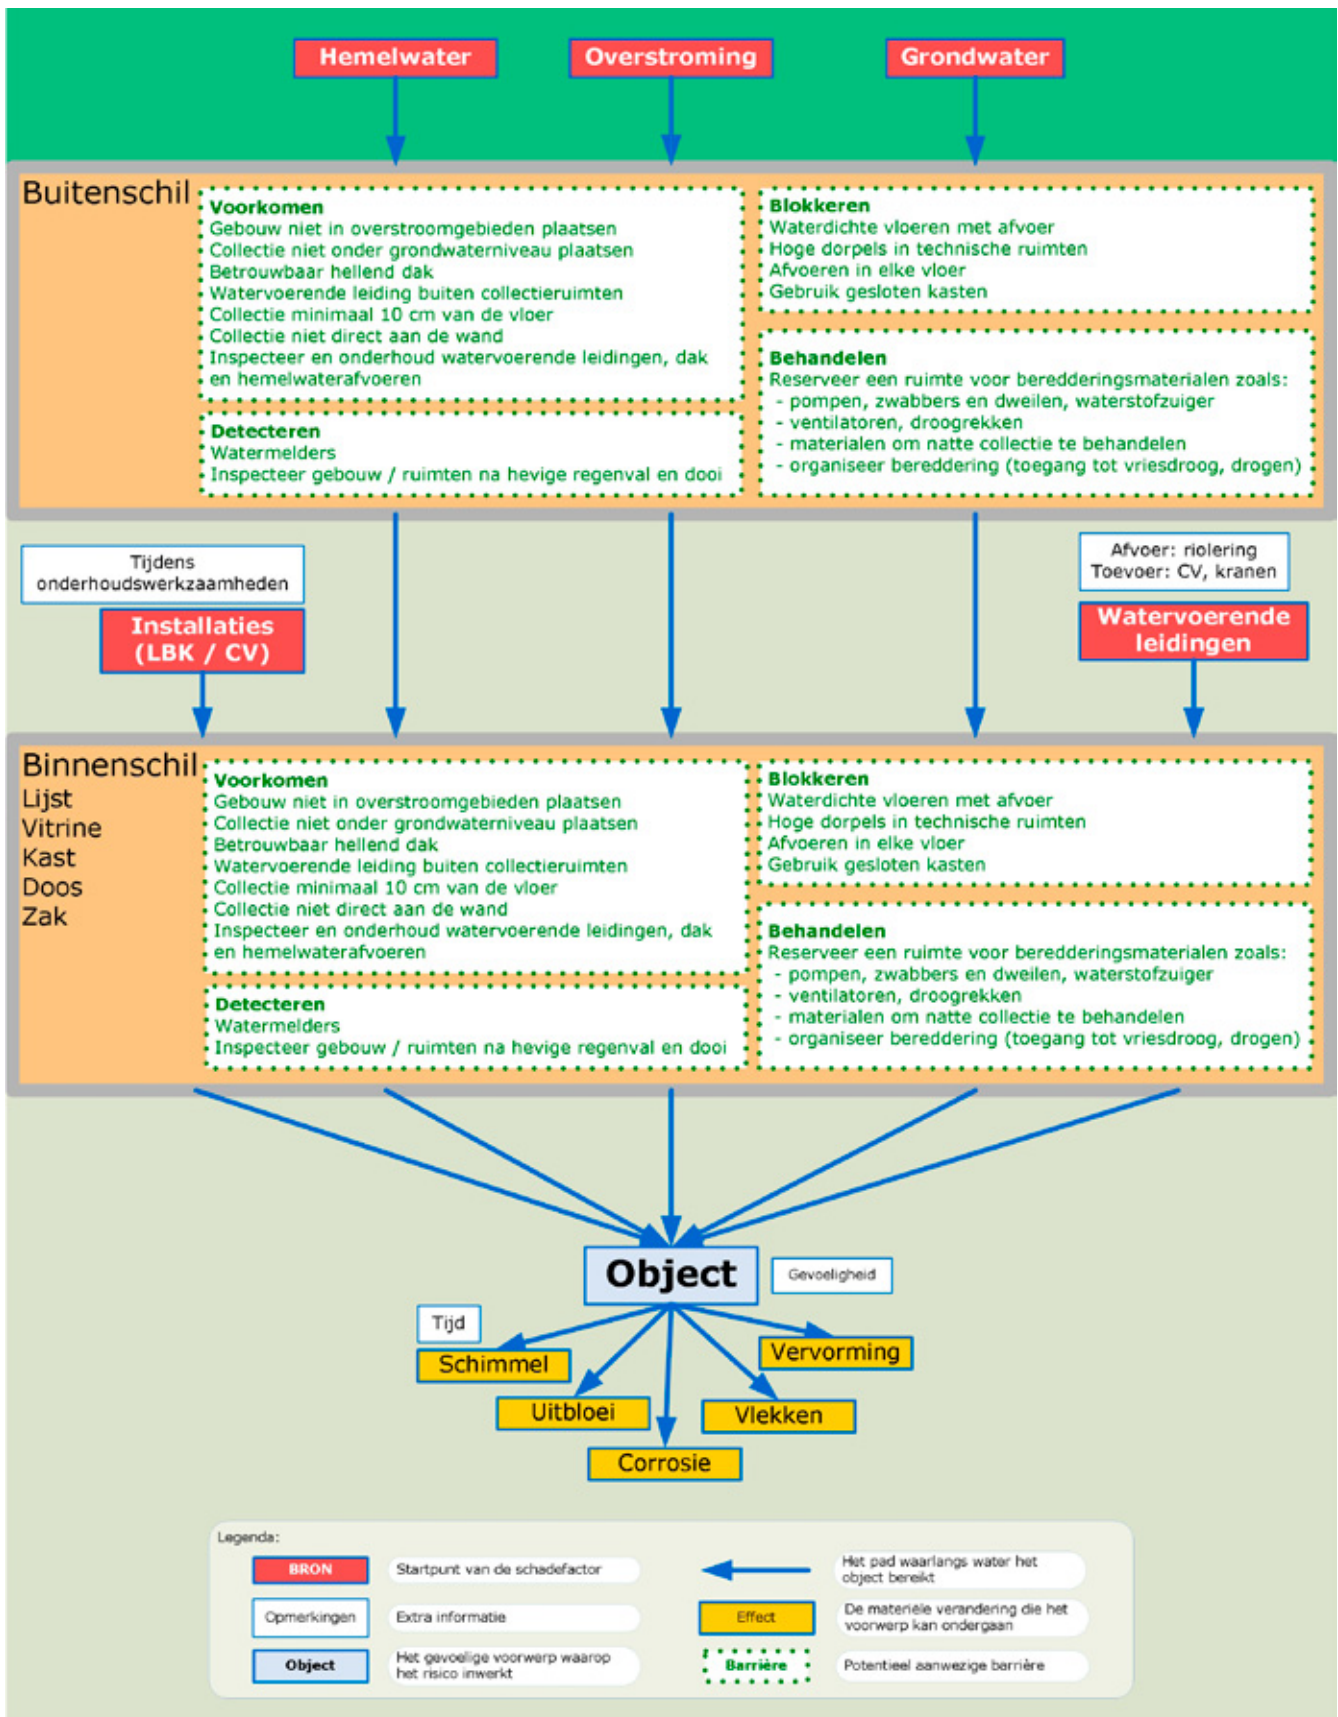 Hemelwater
Overstroming
Grondwater
Buitenschil
Voorkomen
Gebouw niet in overstroomgebieden plaatsen
Collectie niet onder grondwaterniveau plaatsen
Betrouwbaar hellend dak
Watervoerende leiding buiten collectieruimten
Collectie minimaal 10 cm van de vloer
Collectie niet direct aan de wand
Inspecteer en onderhoud watervoerende leidingen, dak
en hemelwaterafvoeren
Detecteren
Watermelders
Inspecteer gebouw / ruimten na hevige regenval en dooi
Blokkeren
Waterdichte vloeren met afvoer
Hoge dorpels in technische ruimten
Afvoeren in elke vloer
Gebruik gesloten kasten
Behandelen
Reserveer een ruimte voor beredderingsmaterialen zoals:
- pompen, zwabbers en dweilen, waterstofzuiger
- ventilatoren, droogrekken
- materialen om natte collectie te behandelen
- organiseer beredding (toegang tot vriesdroog, drogen)
Tijdens
onderhoudswerkzaamheden
Installaties
(LBK / CV)
Afvoer: riolering
Toevoer: CV, kranen
Watervoerende
leidingen
Binnenschil
Lijst
Vitrine
Kast
Doos
Zak
Voorkomen
Gebouw niet in overstroomgebieden plaatsen
Collectie niet onder grondwaterniveau plaatsen
Betrouwbaar hellend dak
Watervoerende leiding buiten collectieruimten
Collectie minimaal 10 cm van de vloer
Collectie niet direct aan de wand
Inspecteer en onderhoud watervoerende leidingen, dak
en hemelwaterafvoeren
Detecteren
Watermelders
Inspecteer gebouw / ruimten na hevige regenval en dooi
Blokkeren
Waterdichte vloeren met afvoer
Hoge dorpels in technische ruimten
Afvoeren in elke vloer
Gebruik gesloten kasten
Behandelen
Reserveer een ruimte voor beredderingsmaterialen zoals:
- pompen, zwabbers en dweilen, waterstofzuiger
- ventilatoren, droogrekken
- materialen om natte collectie te behandelen
- organiseer bereddering (toegang tot vriesdroog, drogen)
Object
Gevoeligheid
Tijd
Schimmel
Vervorming
Uitbloei
Vlekken
Corrosie
Legenda:
BRON
Startpunt van de schadefactor
Het pad waarlangs water het
object bereikt
Opmerkingen
Extra informatie
Effect
De materiële verandering die het
voorwerp kan ondergaan
Object
Het gevoelige voorwerp waarop
het risico inwerkt
Barrière
Potentieel aanwezige barrière